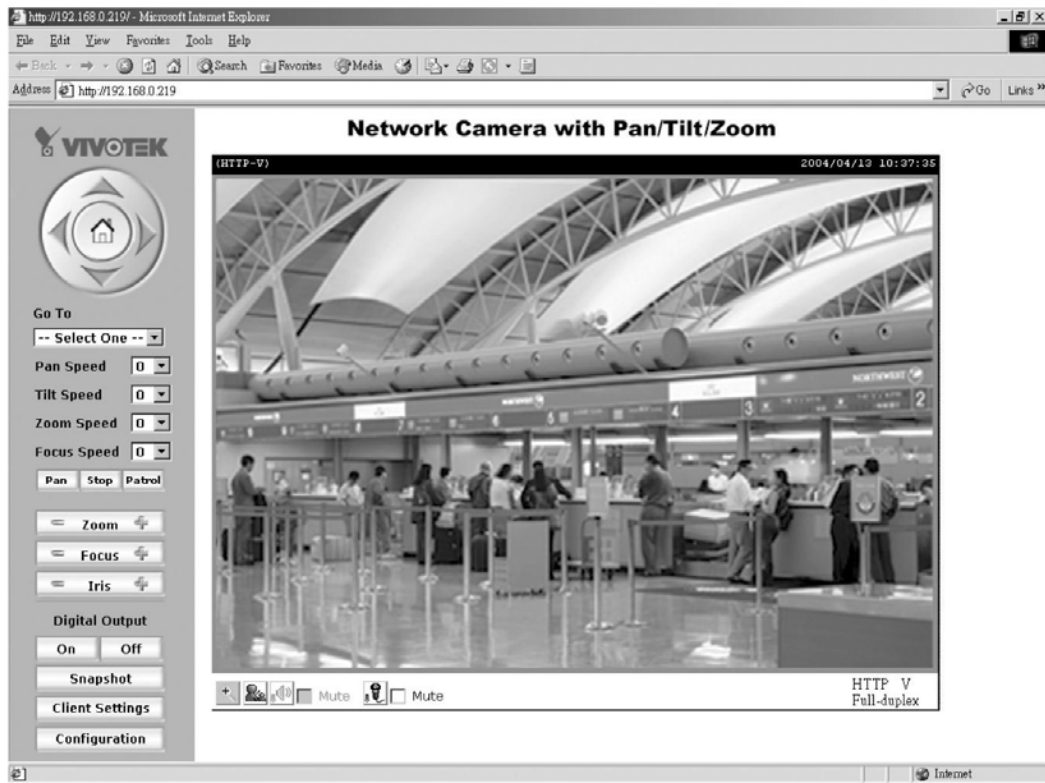 http://192.168.0.219/ - Microsoft Internet Explorer
File Edit View Favorites Tools Help
Back Search Favorites Media
Address http://192.168.0.219 Go Links »
VIVOTEK
Network Camera with Pan/Tilt/Zoom
(HTTP-V) 2004/04/13 10:37:35
Go To
-- Select One --
Pan Speed 0
Tilt Speed 0
Zoom Speed 0
Focus Speed 0
Pan Stop Patrol
Zoom
Focus
Iris
Digital Output
On Off
Snapshot
Client Settings
Configuration
NORTHWEST
4 3 2
Mute Mute
HTTP V
Full-duplex
Internet